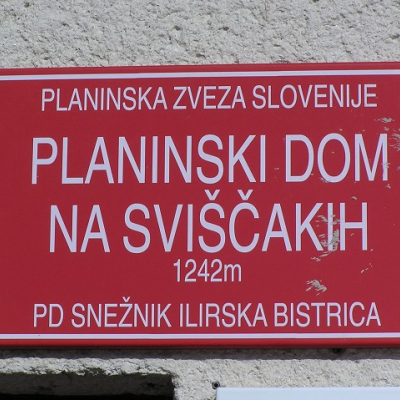 PLANINSKA ZVEZA SLOVENIJE
PLANINSKI DOM
NA SVIŠČAKIH
1242m
PD SNEŽNIK ILIRSKA BISTRICA